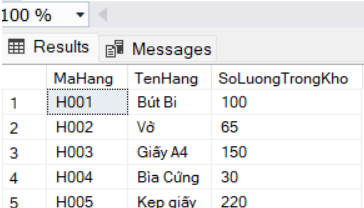 100 %
Results Messages
MaHang TenHang SoLuongTrongKho
1 H001 Bút Bi 100
2 H002 Vở 65
3 H003 Giấy A4 150
4 H004 Bìa Cứng 30
5 H005 Kẹp giấy 220